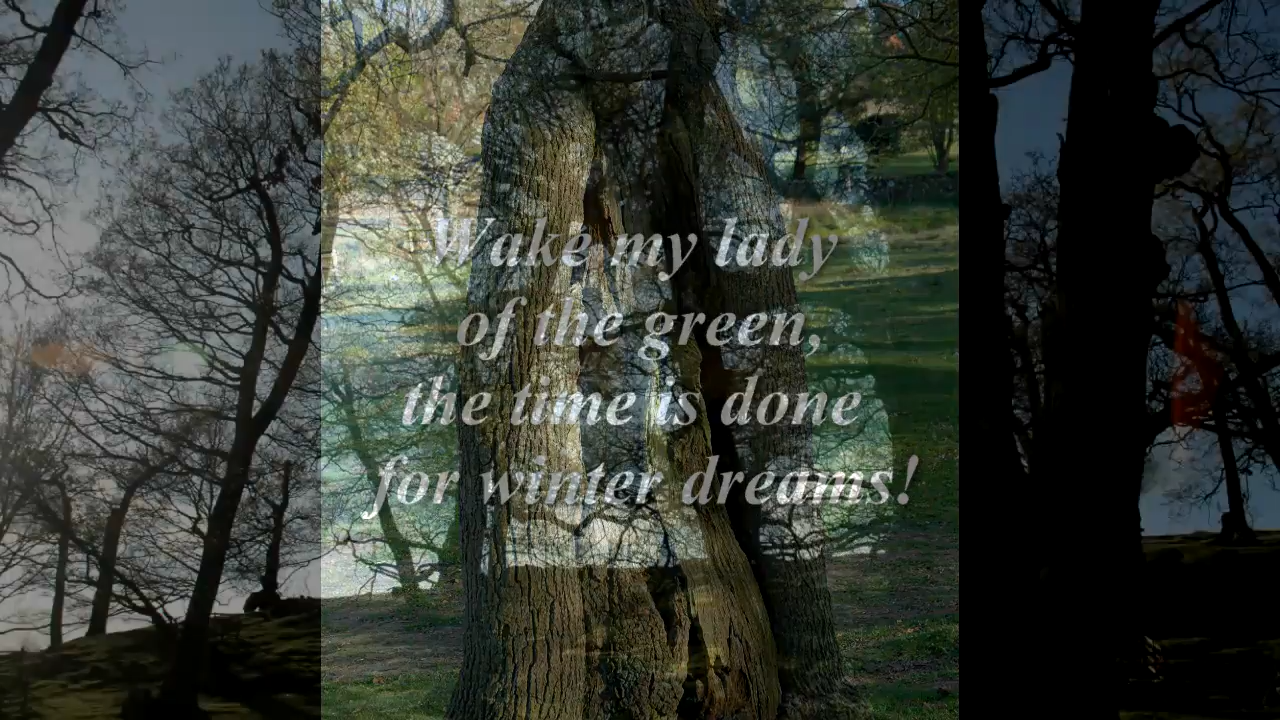 Wake my lady
of the green,
the time is done
for winter dreams!